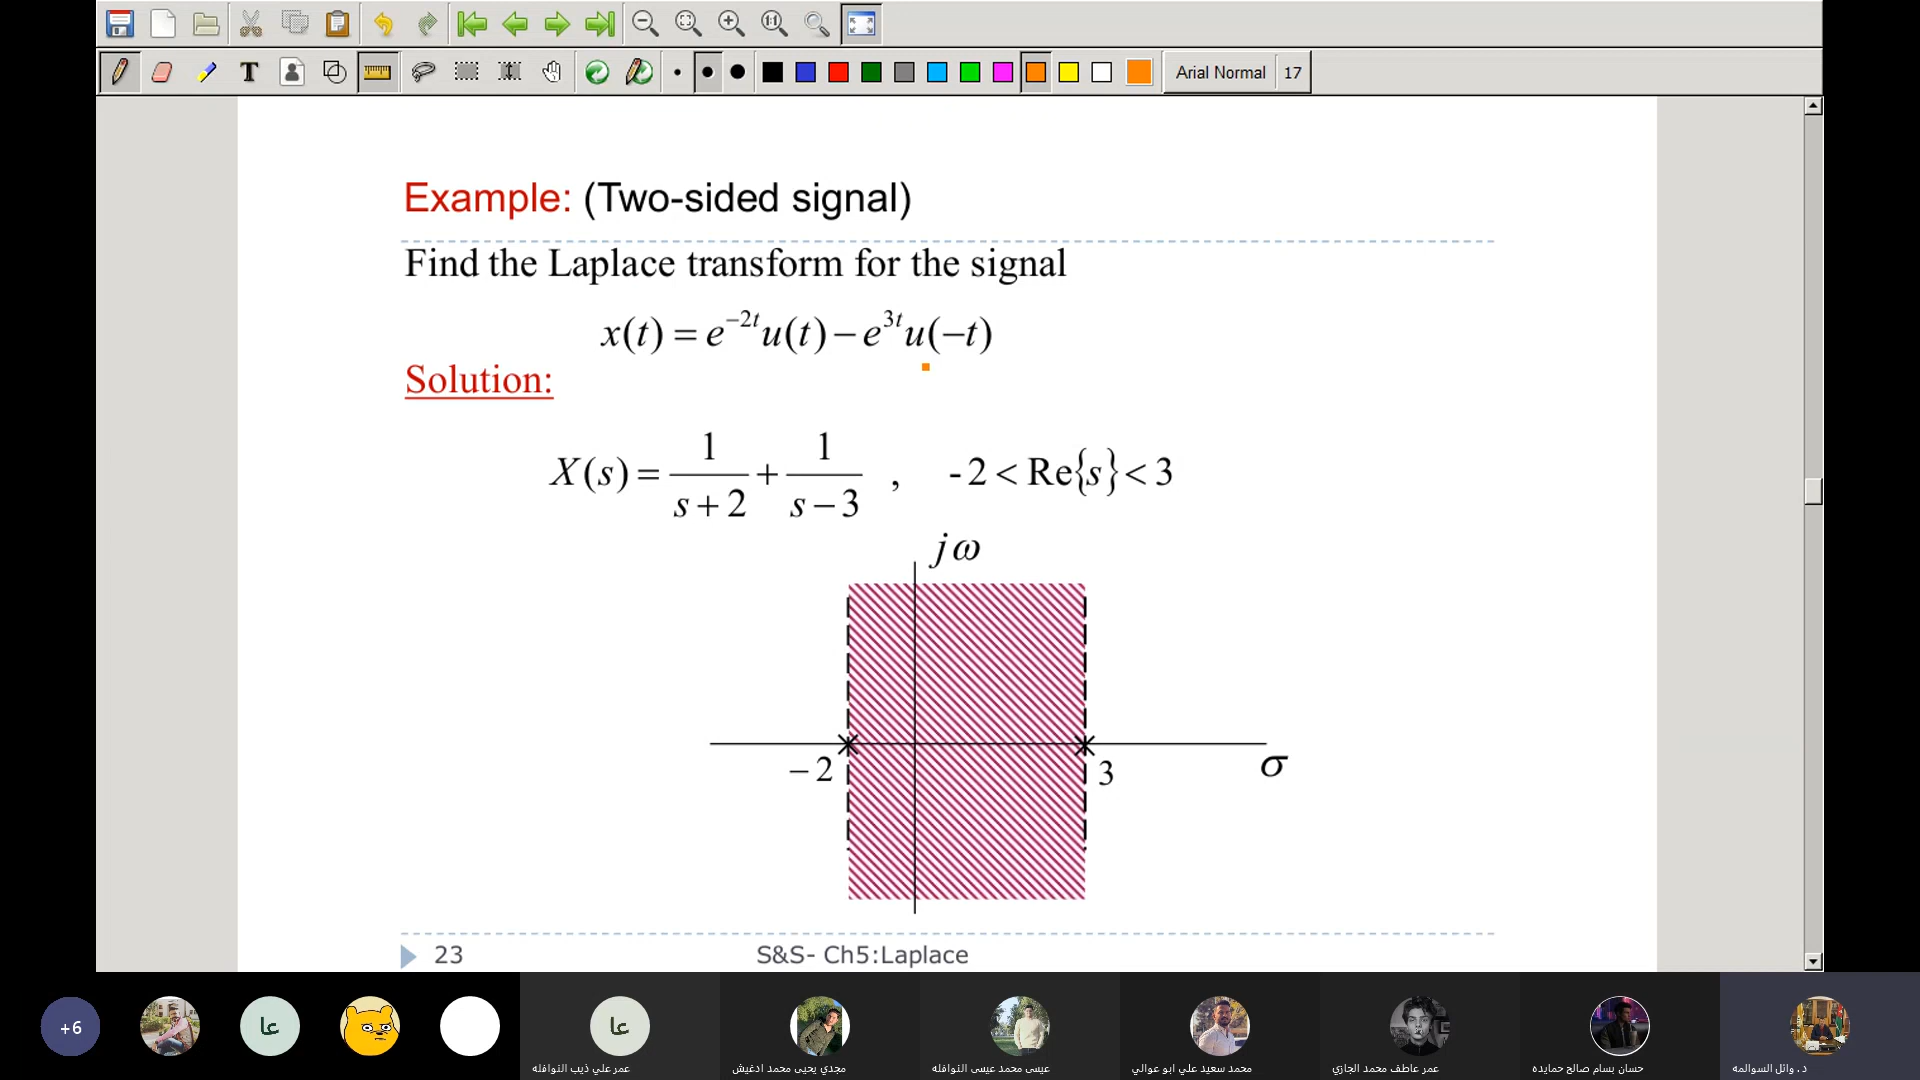 T
1:1
Arial Normal 17
Example: (Two-sided signal)
Find the Laplace transform for the signal
x(t) = e^{-2t}u(t) − e^{3t}u(−t)
Solution:
X(s) = 1/(s+2) + 1/(s−3) , -2 < Re{s} < 3
jω
−2
3
σ
23 S&S- Ch5:Laplace
+6
عا
عا
عمر علي ذيب النوافله
مجدي يحيى محمد ادغيش
عيسى محمد عيسى النوافله
محمد سعيد علي ابو عوالي
عمر عاطف محمد الجازي
حسان بسام صالح حمايده
د. وائل السوالمه